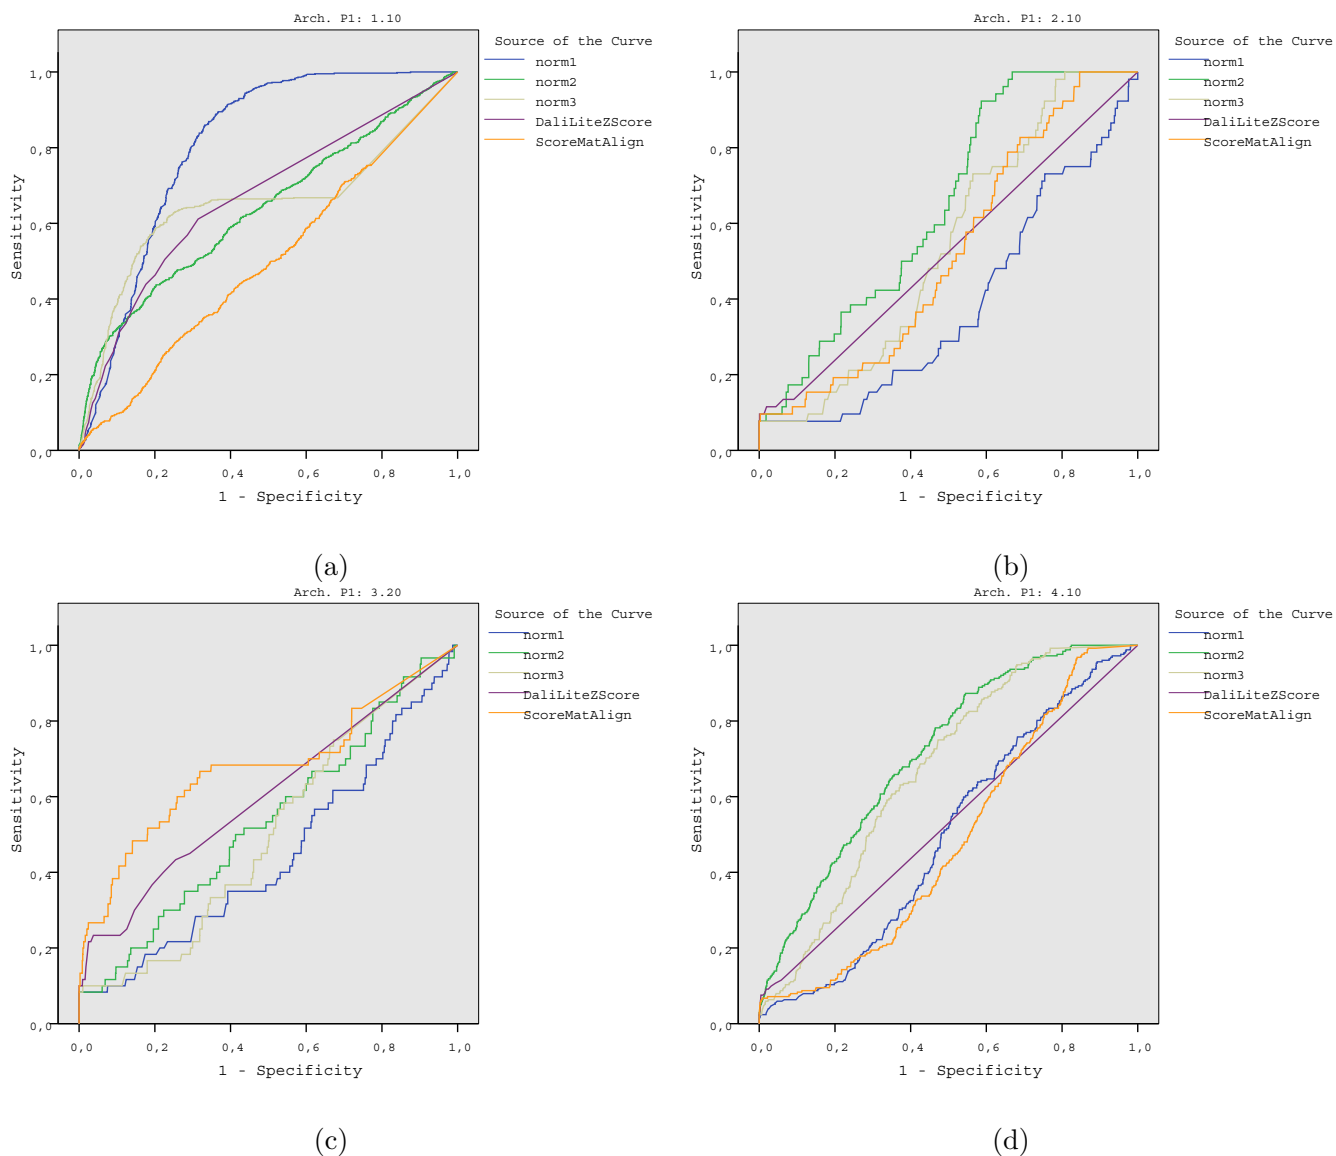 Arch. P1: 1.10
Source of the Curve
norm1
norm2
norm3
DaliLiteZScore
ScoreMatAlign
Sensitivity
1,0
0,8
0,6
0,4
0,2
0,0
0,0 0,2 0,4 0,6 0,8 1,0
1 - Specificity
(a)
Arch. P1: 2.10
Source of the Curve
norm1
norm2
norm3
DaliLiteZScore
ScoreMatAlign
Sensitivity
1,0
0,8
0,6
0,4
0,2
0,0
0,0 0,2 0,4 0,6 0,8 1,0
1 - Specificity
(b)
Arch. P1: 3.20
Source of the Curve
norm1
norm2
norm3
DaliLiteZScore
ScoreMatAlign
Sensitivity
1,0
0,8
0,6
0,4
0,2
0,0
0,0 0,2 0,4 0,6 0,8 1,0
1 - Specificity
(c)
Arch. P1: 4.10
Source of the Curve
norm1
norm2
norm3
DaliLiteZScore
ScoreMatAlign
Sensitivity
1,0
0,8
0,6
0,4
0,2
0,0
0,0 0,2 0,4 0,6 0,8 1,0
1 - Specificity
(d)